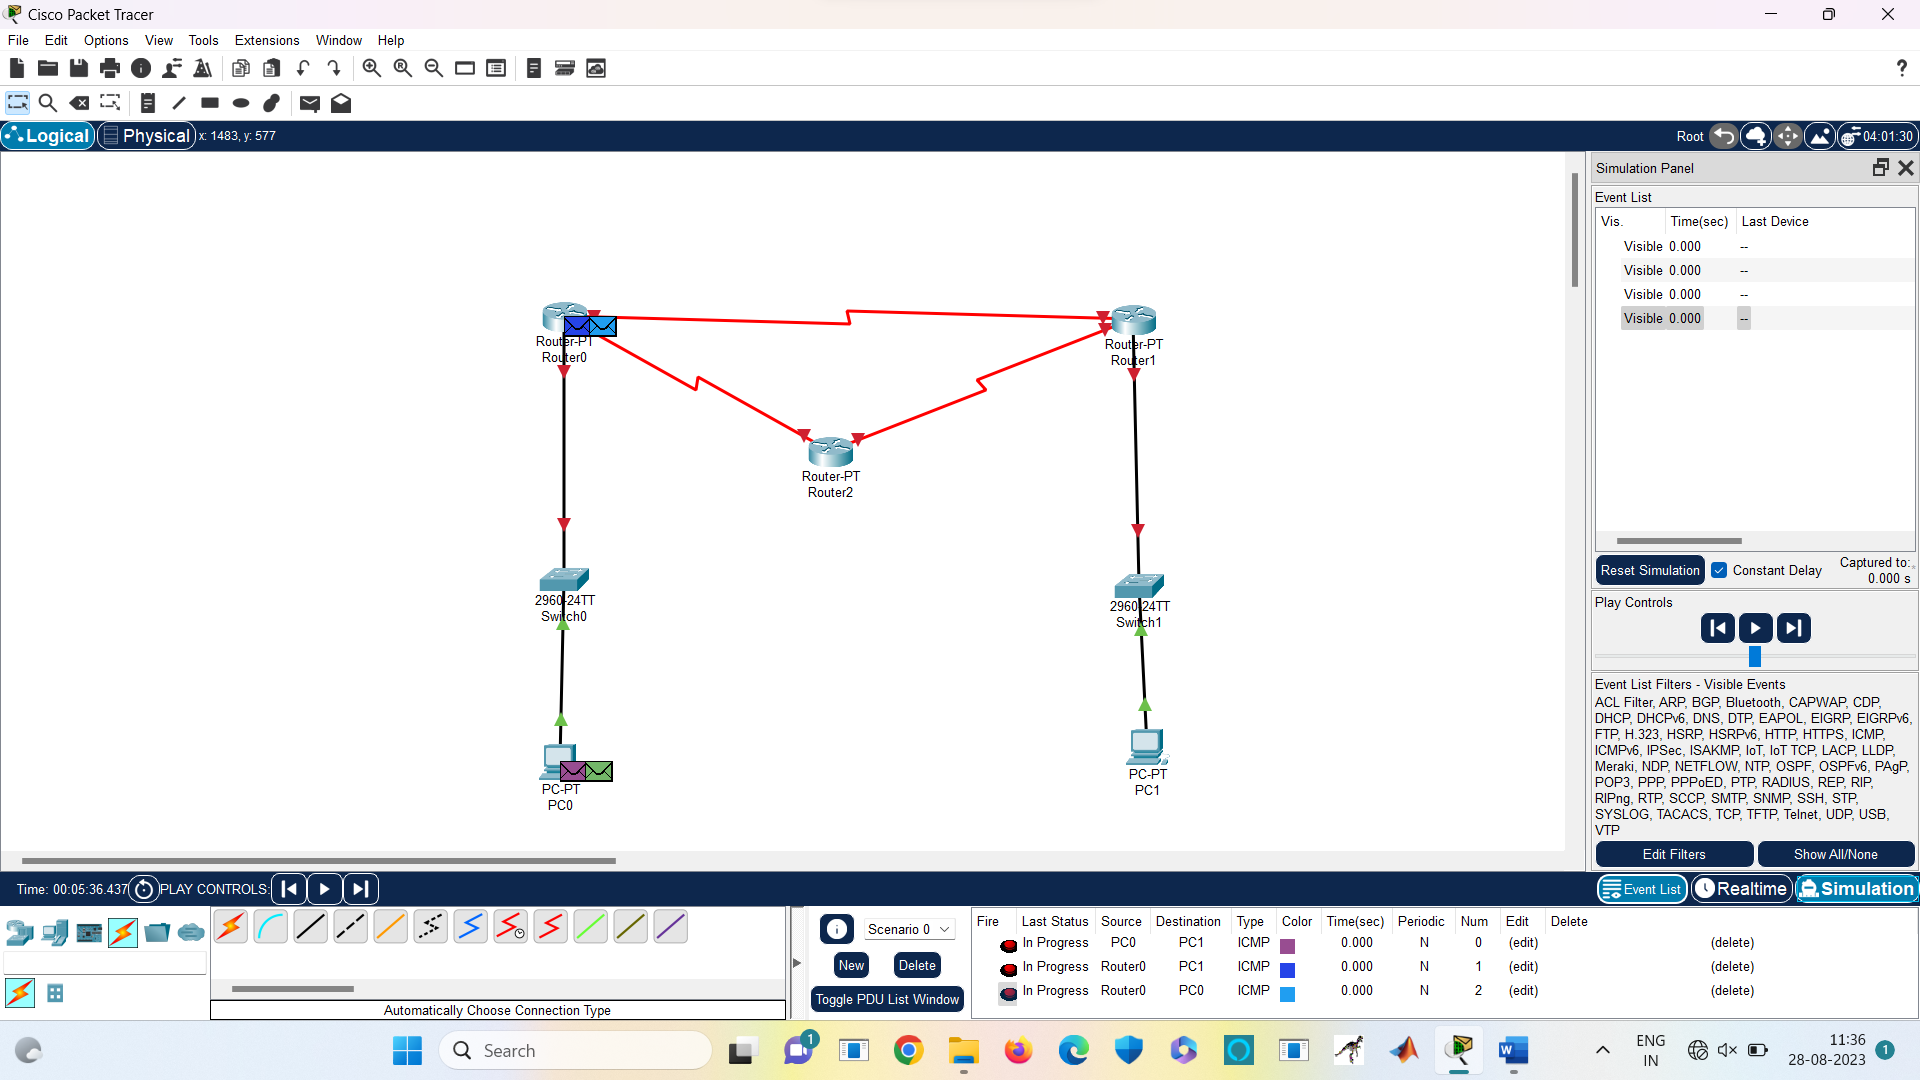 Cisco Packet Tracer
File Edit Options View Tools Extensions Window Help
?
Logical Physical x: 1483, y: 577 Root 04:01:30
Simulation Panel
Event List
Vis. Time(sec) Last Device
Visible 0.000 --
Visible 0.000 --
Visible 0.000 --
Visible 0.000 --
Reset Simulation Constant Delay Captured to:
0.000 s
Play Controls
Event List Filters - Visible Events
ACL Filter, ARP, BGP, Bluetooth, CAPWAP, CDP,
DHCP, DHCPv6, DNS, DTP, EAPOL, EIGRP, EIGRPv6,
FTP, H.323, HSRP, HSRPv6, HTTP, HTTPS, ICMP,
ICMPv6, IPSec, ISAKMP, IoT, IoT TCP, LACP, LLDP,
Meraki, NDP, NETFLOW, NTP, OSPF, OSPFv6, PAgP,
POP3, PPP, PPPoED, PTP, RADIUS, REP, RIP,
RIPng, RTP, SCCP, SMTP, SNMP, SSH, STP,
SYSLOG, TACACS, TCP, TFTP, Telnet, UDP, USB,
VTP
Edit Filters Show All/None
Router-PT
Router0
Router-PT
Router1
Router-PT
Router2
2960-24TT
Switch0
2960-24TT
Switch1
PC-PT
PC0
PC-PT
PC1
Time: 00:05:36.437 PLAY CONTROLS: Event List Realtime Simulation
Automatically Choose Connection Type
Scenario 0
New Delete
Toggle PDU List Window
Fire Last Status Source Destination Type Color Time(sec) Periodic Num Edit Delete
In Progress PC0 PC1 ICMP 0.000 N 0 (edit) (delete)
In Progress Router0 PC1 ICMP 0.000 N 1 (edit) (delete)
In Progress Router0 PC0 ICMP 0.000 N 2 (edit) (delete)
Search
1
W
ENG
IN
11:36
28-08-2023
1